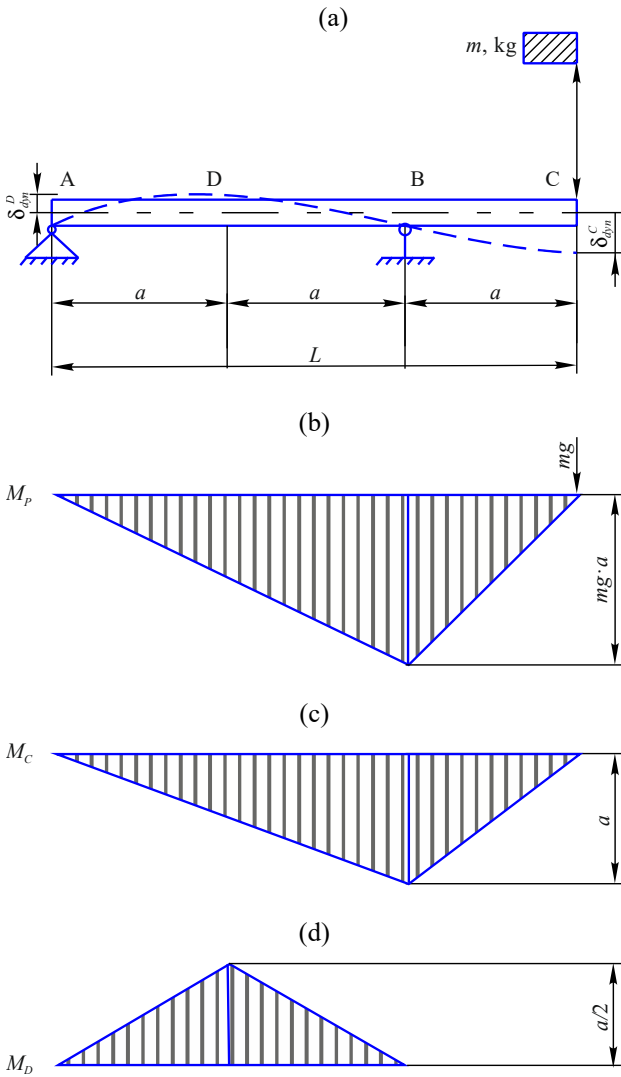 (a)
m, kg
A D B C
δ^D_dyn
δ^C_dyn
a a a
L
(b)
mg
M_P
mg·a
(c)
M_C
a
(d)
a/2
M_D